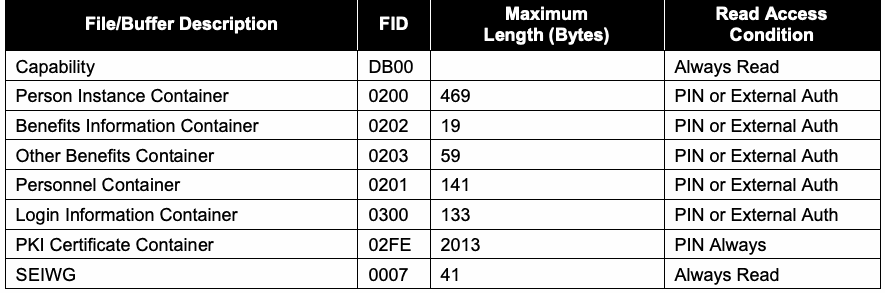 File/Buffer Description FID Maximum Length (Bytes) Read Access Condition
Capability DB00 Always Read
Person Instance Container 0200 469 PIN or External Auth
Benefits Information Container 0202 19 PIN or External Auth
Other Benefits Container 0203 59 PIN or External Auth
Personnel Container 0201 141 PIN or External Auth
Login Information Container 0300 133 PIN or External Auth
PKI Certificate Container 02FE 2013 PIN Always
SEIWG 0007 41 Always Read